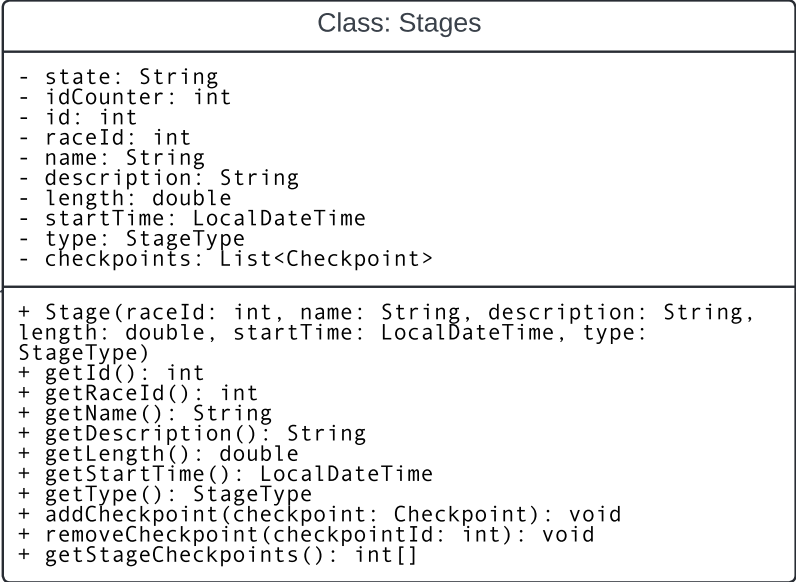 Class: Stages
- state: String
- idCounter: int
- id: int
- raceId: int
- name: String
- description: String
- length: double
- startTime: LocalDateTime
- type: StageType
- checkpoints: List<Checkpoint>
+ Stage(raceId: int, name: String, description: String,
length: double, startTime: LocalDateTime, type:
StageType)
+ getId(): int
+ getRaceId(): int
+ getName(): String
+ getDescription(): String
+ getLength(): double
+ getStartTime(): LocalDateTime
+ getType(): StageType
+ addCheckpoint(checkpoint: Checkpoint): void
+ removeCheckpoint(checkpointId: int): void
+ getStageCheckpoints(): int[]